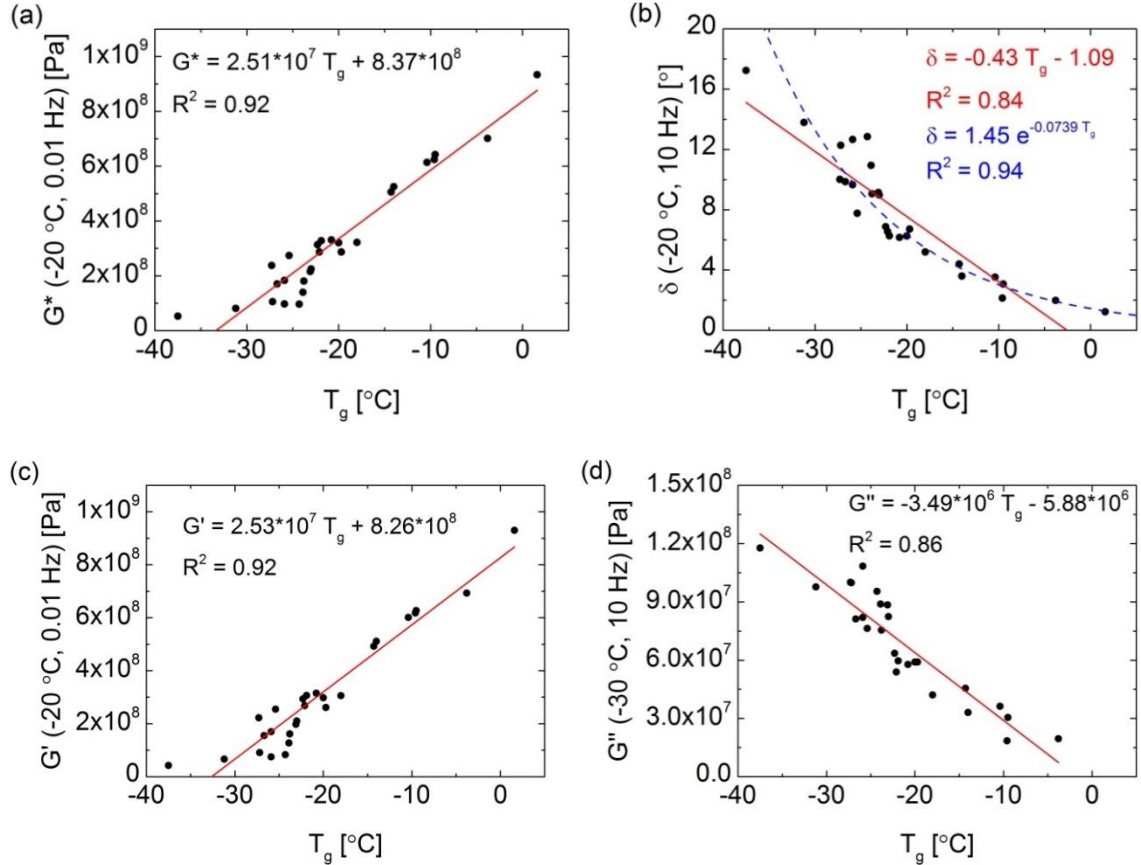 (a)
G* = 2.51*10^7 T_g + 8.37*10^8
R^2 = 0.92
1x10^9
8x10^8
6x10^8
4x10^8
2x10^8
0
G* (-20 °C, 0.01 Hz) [Pa]
-40 -30 -20 -10 0
T_g [°C]
(b)
δ = -0.43 T_g - 1.09
R^2 = 0.84
δ = 1.45 e^{-0.0739 T_g}
R^2 = 0.94
20
16
12
8
4
0
δ (-20 °C, 10 Hz) [°]
-40 -30 -20 -10 0
T_g [°C]
(c)
G' = 2.53*10^7 T_g + 8.26*10^8
R^2 = 0.92
1x10^9
8x10^8
6x10^8
4x10^8
2x10^8
0
G' (-20 °C, 0.01 Hz) [Pa]
-40 -30 -20 -10 0
T_g [°C]
(d)
G'' = -3.49*10^6 T_g - 5.88*10^6
R^2 = 0.86
1.5x10^8
1.2x10^8
9.0x10^7
6.0x10^7
3.0x10^7
0.0
G'' (-30 °C, 10 Hz) [Pa]
-40 -30 -20 -10 0
T_g [°C]